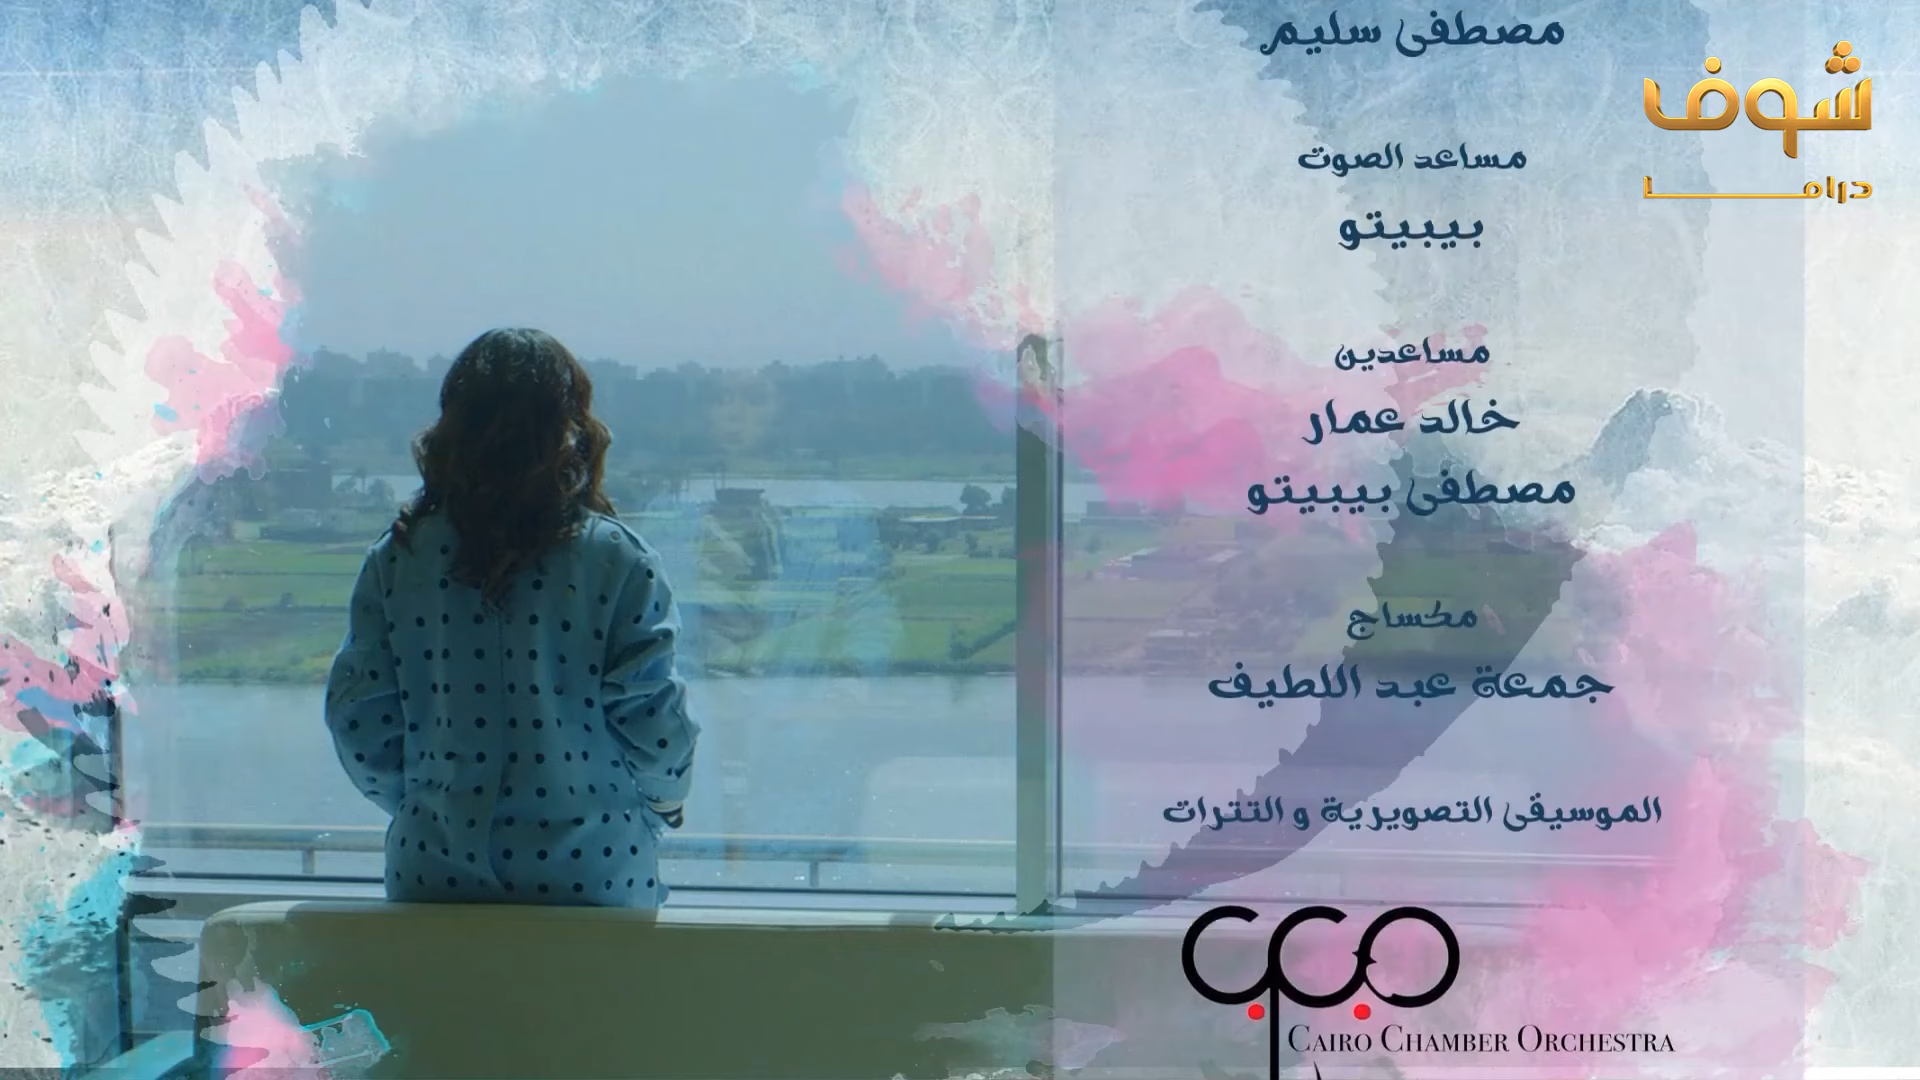 مصطفى سليم
شوف
دراما
مساعد الصوت
بيبيتو
مساعدين
خالد عمار
مصطفى بيبيتو
مكساج
جمعة عبد اللطيف
الموسيقى التصويرية و التترات
CAIRO CHAMBER ORCHESTRA